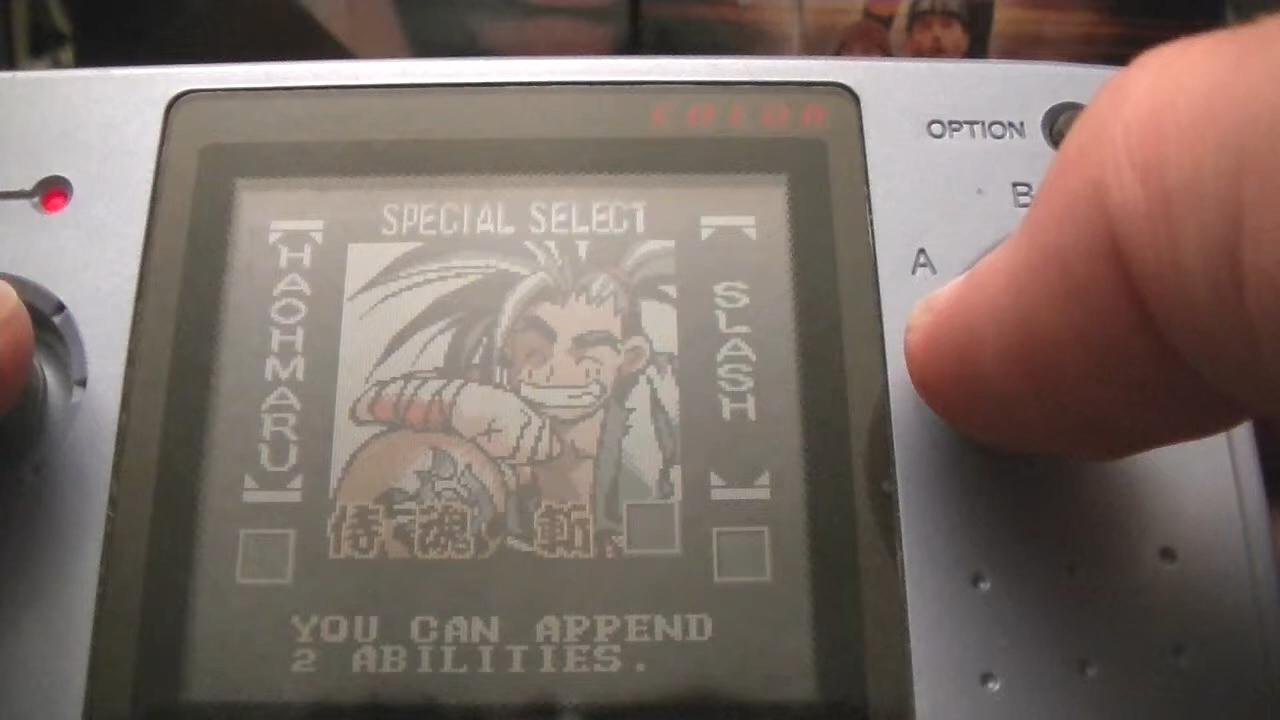 COLOR
OPTION
B
A
SPECIAL SELECT
HAOHMARU
SLASH
侍魂 斬
YOU CAN APPEND
2 ABILITIES.